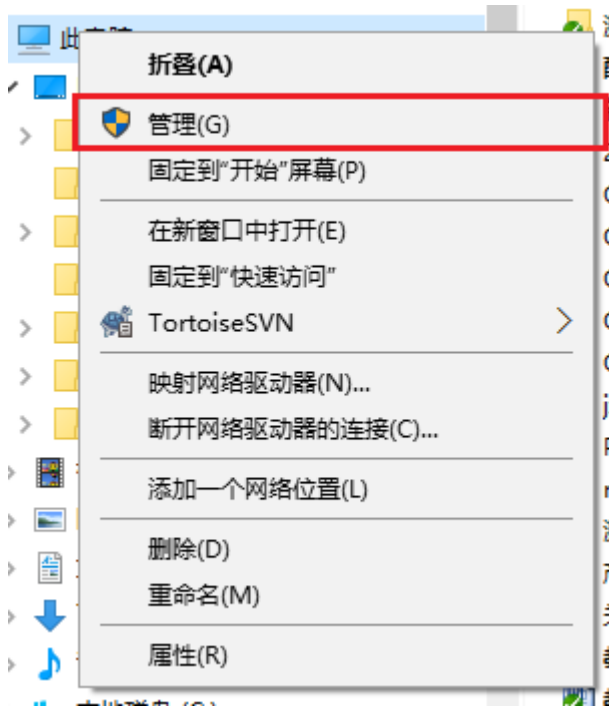 折叠(A)
管理(G)
固定到"开始"屏幕(P)
在新窗口中打开(E)
固定到"快速访问"
TortoiseSVN
映射网络驱动器(N)...
断开网络驱动器的连接(C)...
添加一个网络位置(L)
删除(D)
重命名(M)
属性(R)